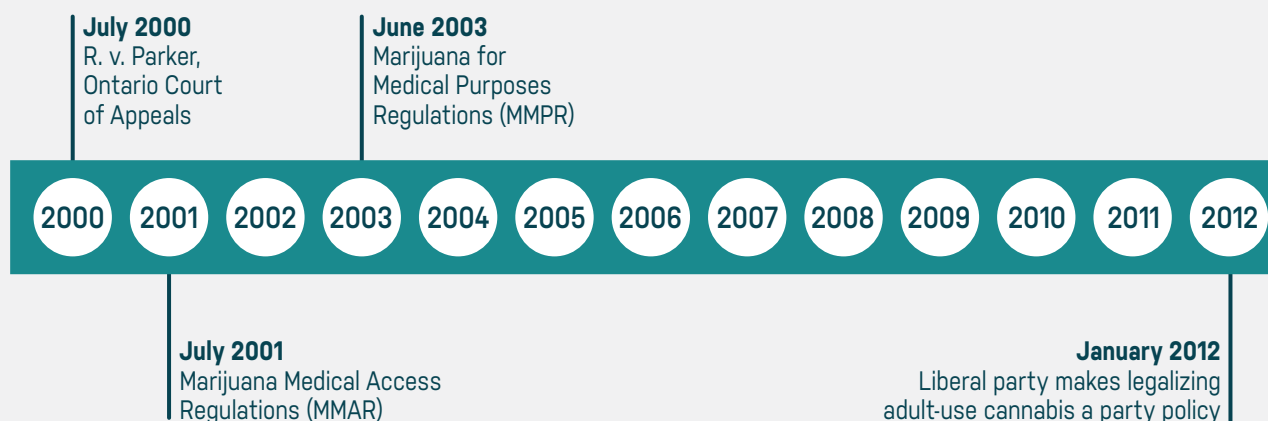 July 2000
R. v. Parker,
Ontario Court
of Appeals
June 2003
Marijuana for
Medical Purposes
Regulations (MMPR)
2000 2001 2002 2003 2004 2005 2006 2007 2008 2009 2010 2011 2012
July 2001
Marijuana Medical Access
Regulations (MMAR)
January 2012
Liberal party makes legalizing
adult-use cannabis a party policy